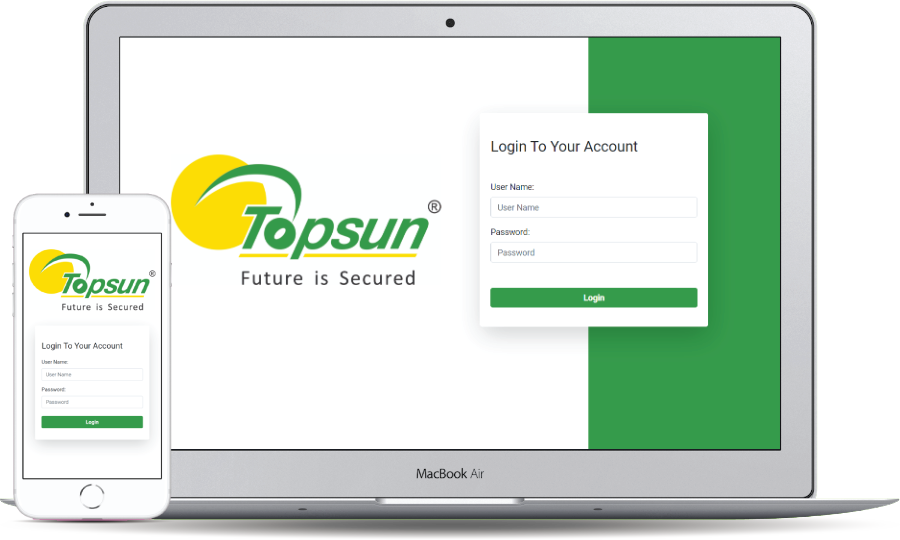 Topsun®
Future is Secured
Login To Your Account
User Name:
User Name
Password:
Password
Login
MacBook Air
Topsun®
Future is Secured
Login To Your Account
User Name:
User Name
Password:
Password
Login